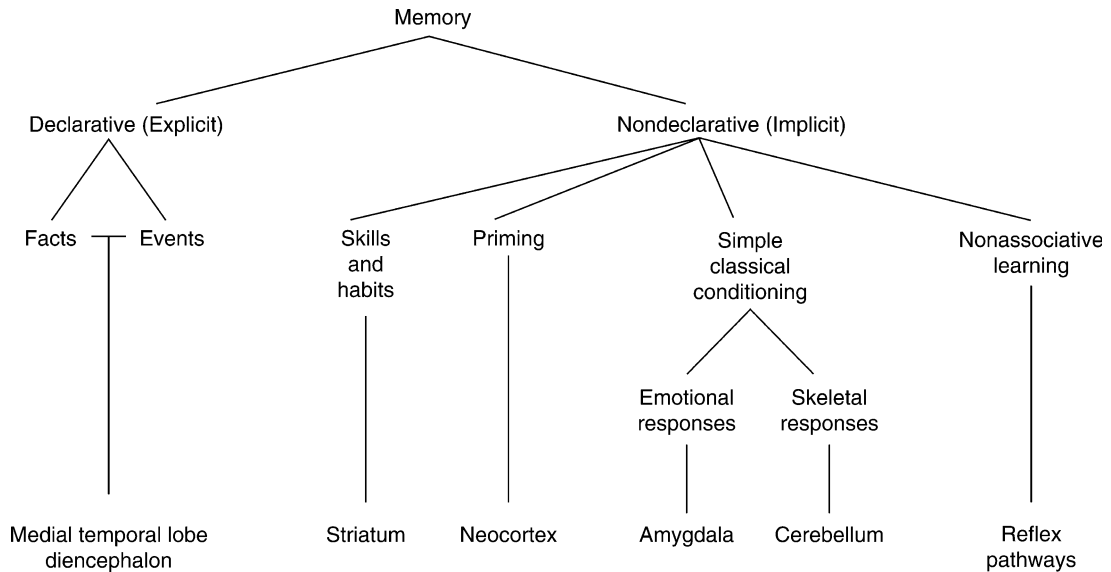 Memory
Declarative (Explicit)
Nondeclarative (Implicit)
Facts
Events
Skills
and
habits
Priming
Simple
classical
conditioning
Nonassociative
learning
Emotional
responses
Skeletal
responses
Medial temporal lobe
diencephalon
Striatum
Neocortex
Amygdala
Cerebellum
Reflex
pathways